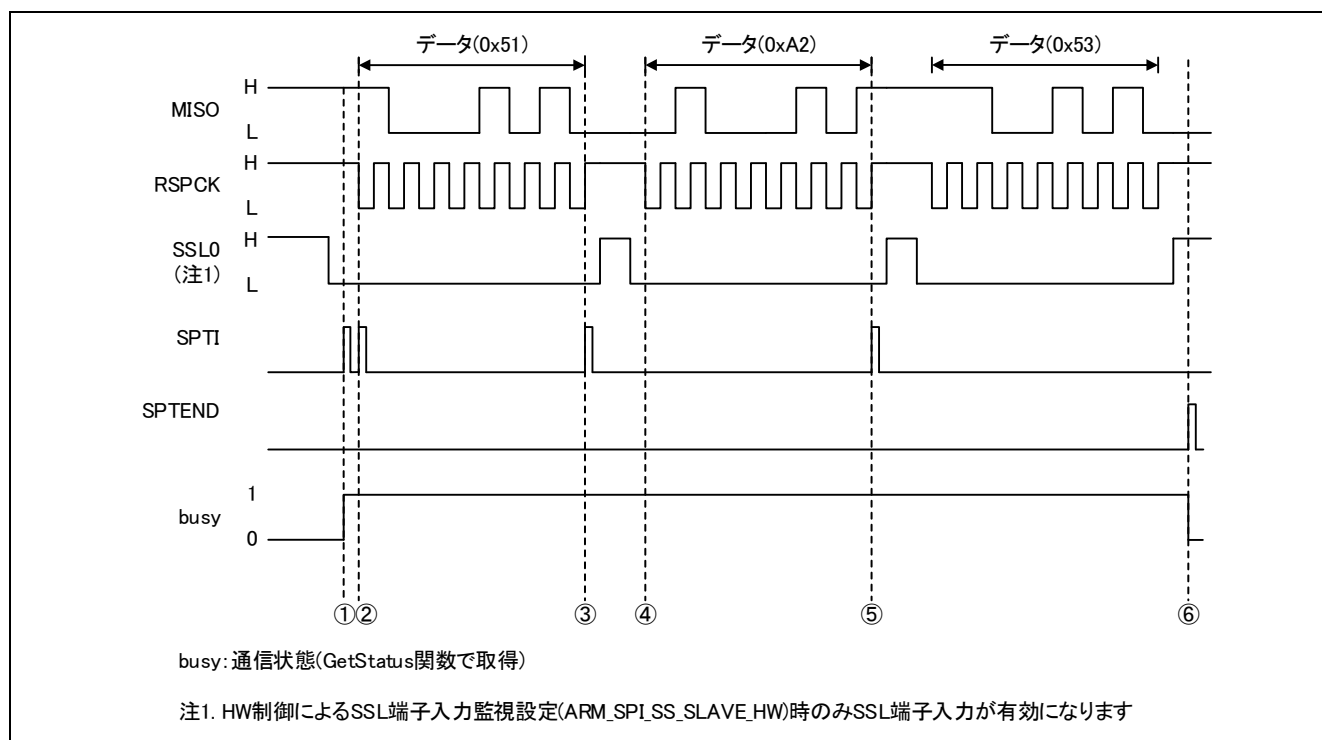 データ(0x51) データ(0xA2) データ(0x53)
H
MISO
L
H
RSPCK
L
H
SSL0
(注1)
L
SPTI
SPTEND
1
busy
0
①② ③ ④ ⑤ ⑥
busy:通信状態(GetStatus関数で取得)
注1. HW制御によるSSL端子入力監視設定(ARM_SPI_SS_SLAVE_HW)時のみSSL端子入力が有効になります